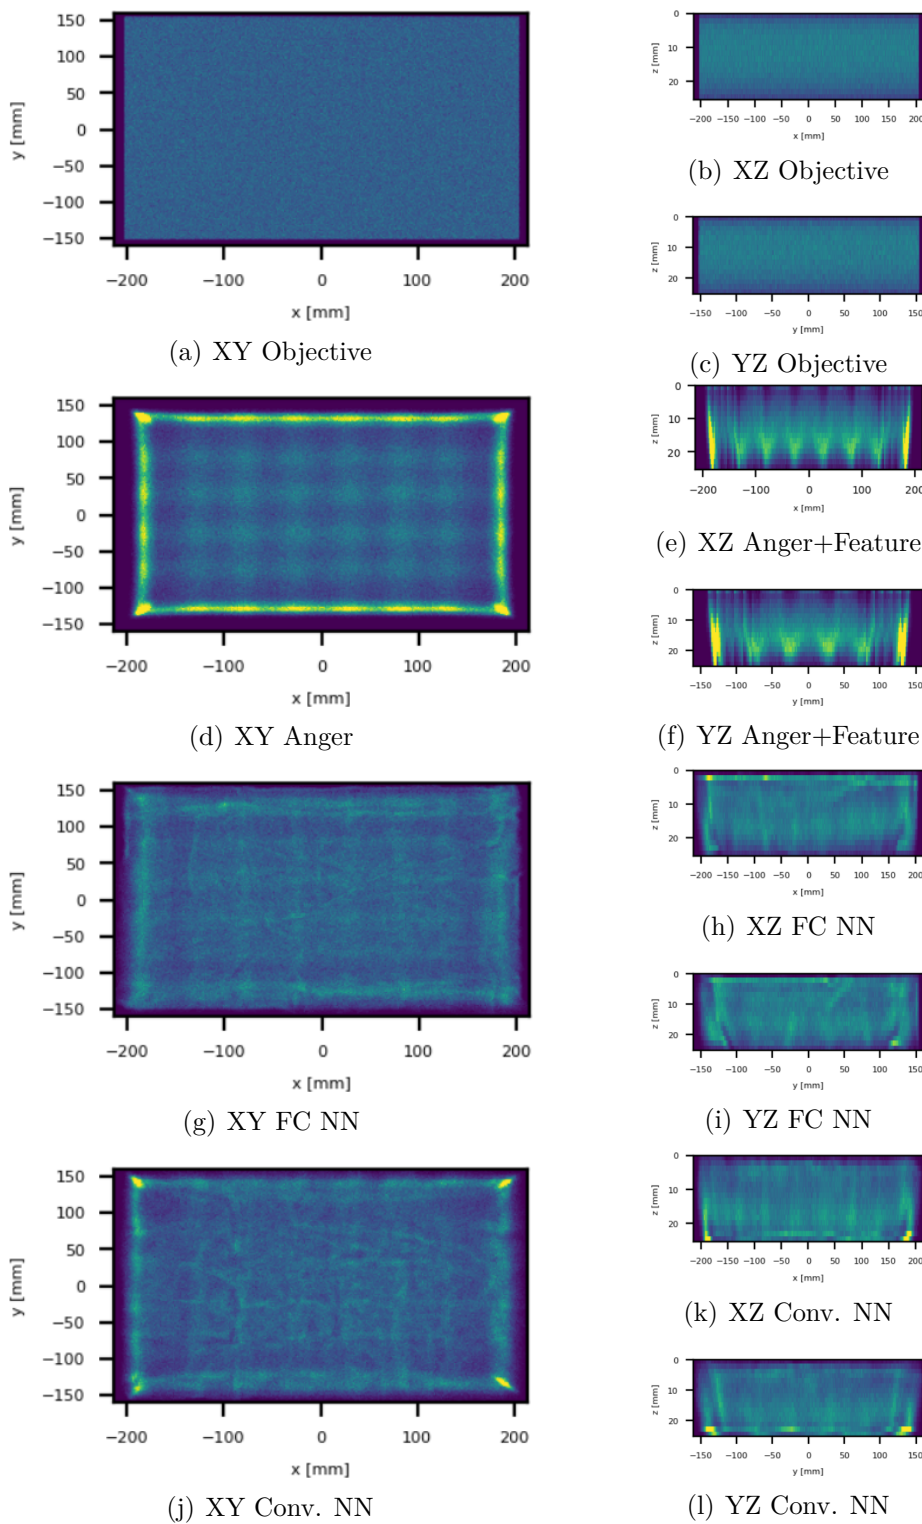 150
100
50
0
−50
−100
−150
y [mm]
−200
−100
0
100
200
x [mm]
(a) XY Objective
0
10
20
z [mm]
−200 −150 −100 −50 0 50 100 150 200
x [mm]
(b) XZ Objective
0
10
20
z [mm]
−150 −100 −50 0 50 100 150
y [mm]
(c) YZ Objective
150
100
50
0
−50
−100
−150
y [mm]
−200 −100 0 100 200
x [mm]
(d) XY Anger
0
10
20
z [mm]
−200 −150 −100 −50 0 50 100 150 200
x [mm]
(e) XZ Anger+Feature
0
10
20
z [mm]
−150 −100 −50 0 50 100 150
y [mm]
(f) YZ Anger+Feature
150
100
50
0
−50
−100
−150
y [mm]
−200 −100 0 100 200
x [mm]
(g) XY FC NN
0
10
20
z [mm]
−200 −150 −100 −50 0 50 100 150 200
x [mm]
(h) XZ FC NN
0
10
20
z [mm]
−150 −100 −50 0 50 100 150
y [mm]
(i) YZ FC NN
150
100
50
0
−50
−100
−150
y [mm]
−200 −100 0 100 200
x [mm]
(j) XY Conv. NN
0
10
20
z [mm]
−200 −150 −100 −50 0 50 100 150 200
x [mm]
(k) XZ Conv. NN
0
10
20
z [mm]
−150 −100 −50 0 50 100 150
y [mm]
(l) YZ Conv. NN